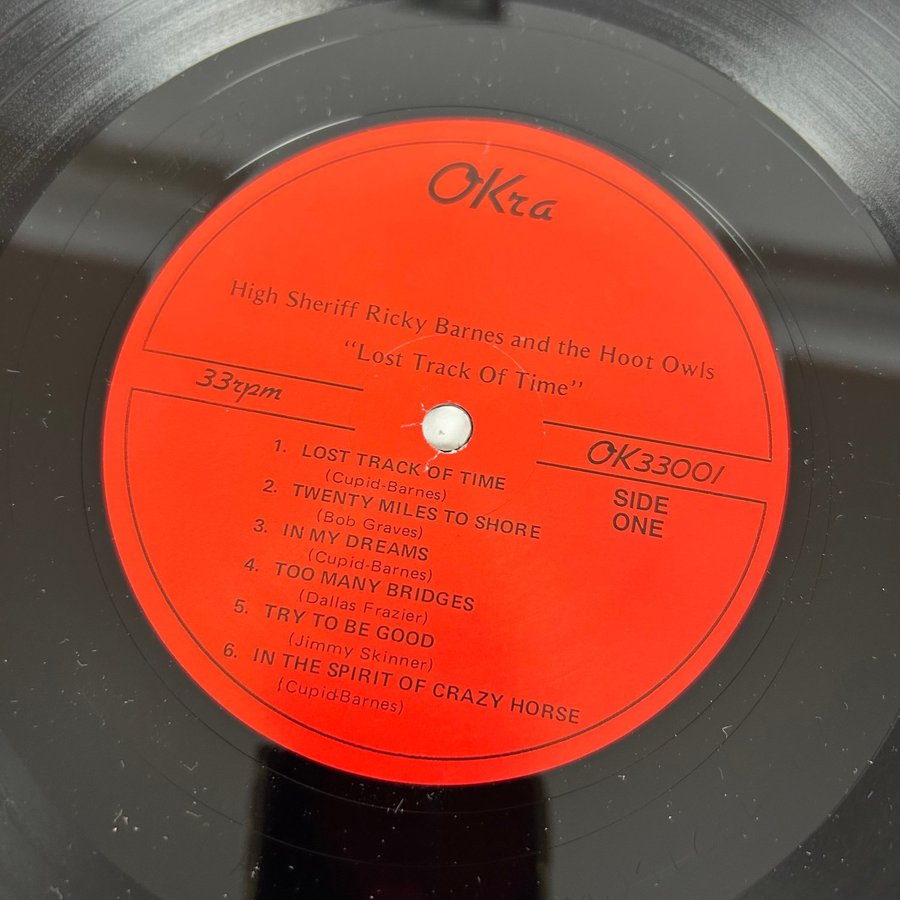 OKra
High Sheriff Ricky Barnes and the Hoot Owls
“Lost Track Of Time”
33rpm
OK33001
SIDE
ONE
1. LOST TRACK OF TIME
(Cupid-Barnes)
2. TWENTY MILES TO SHORE
(Bob Graves)
3. IN MY DREAMS
(Cupid-Barnes)
4. TOO MANY BRIDGES
(Dallas Frazier)
5. TRY TO BE GOOD
(Jimmy Skinner)
6. IN THE SPIRIT OF CRAZY HORSE
(Cupid-Barnes)